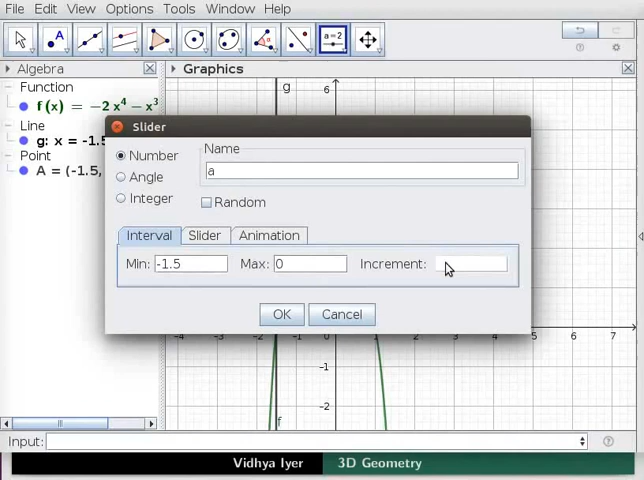 File Edit View Options Tools Window Help
a=2
Algebra
Graphics
Function
f(x) = −2 x⁴ − x³
Line
g: x = -1.5
Point
A = (-1.5,
g
6
Slider
Number
Angle
Integer
Name
a
Random
Interval Slider Animation
Min: -1.5 Max: 0 Increment:
OK Cancel
-4 -3 -2 -1 0 1 2 3 4 5 6 7
-1
-2
f
Input:
Vidhya Iyer 3D Geometry